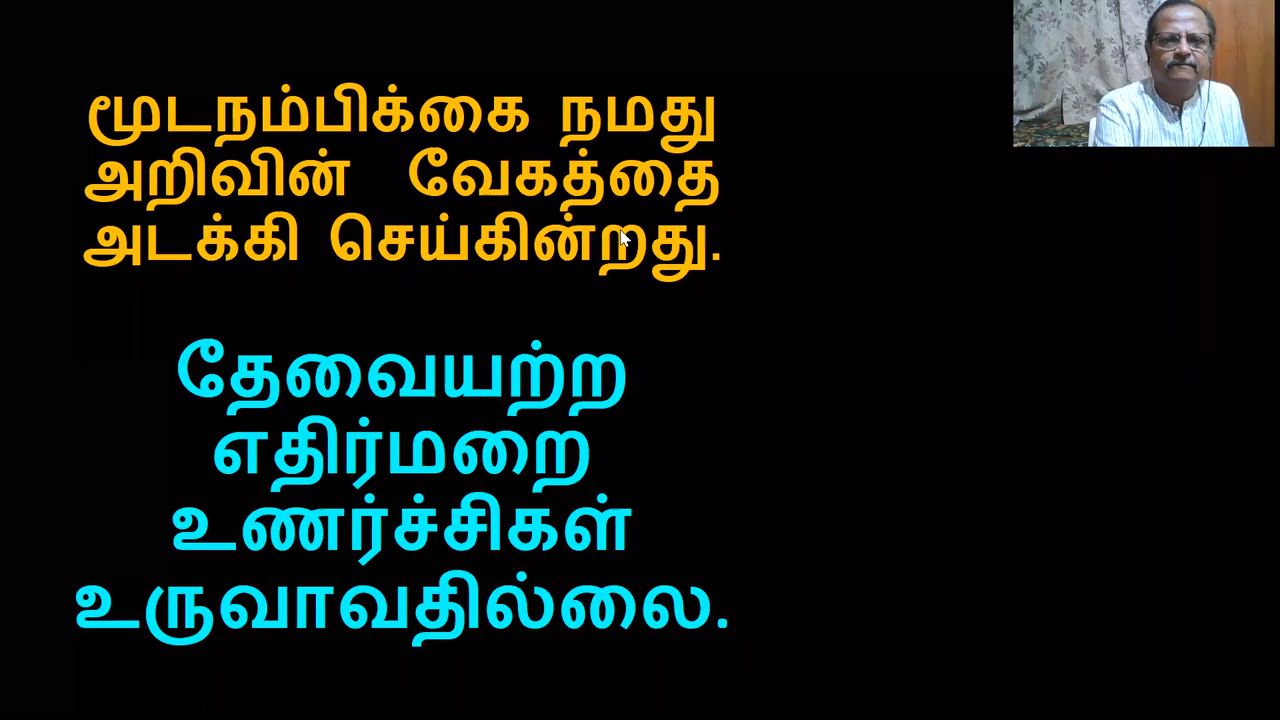 மூடநம்பிக்கை நமது
அறிவின் வேகத்தை
அடக்கி செய்கின்றது.
தேவையற்ற
எதிர்மறை
உணர்ச்சிகள்
உருவாவதில்லை.